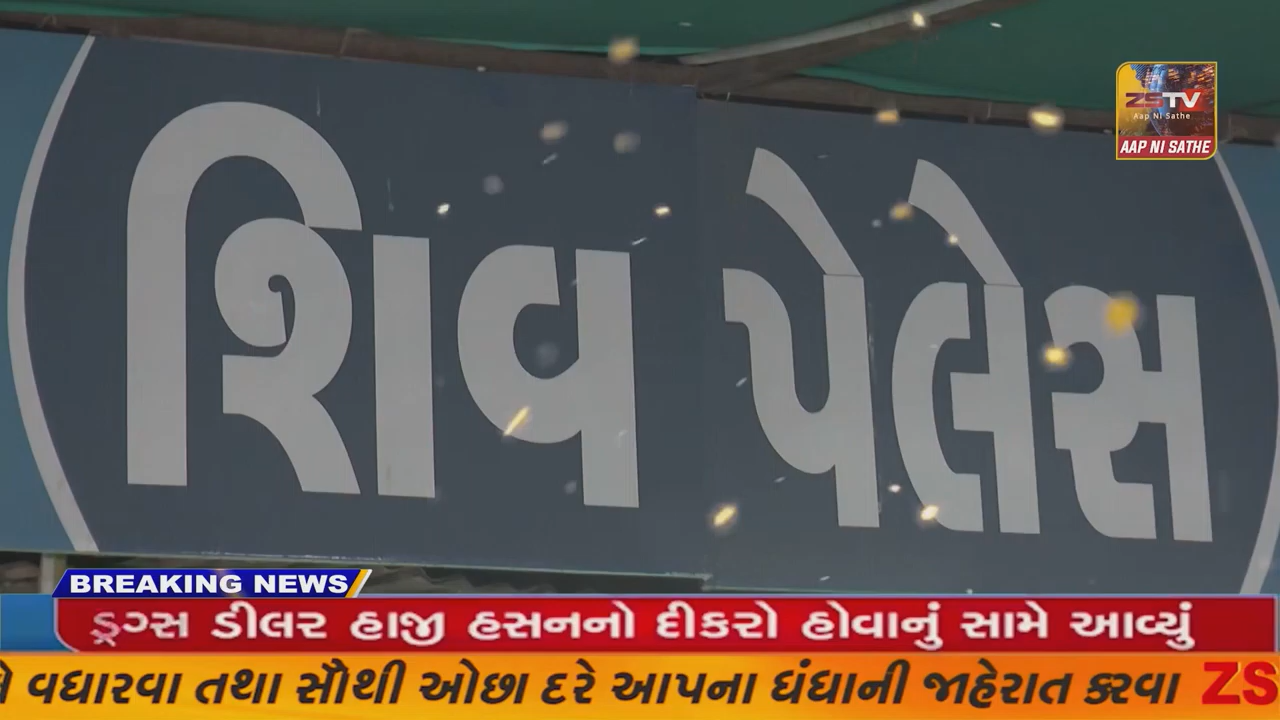 ZSTV
Aap Ni Sathe
AAP NI SATHE
શિવ પેલેસ
BREAKING NEWS
ડ્રગ્સ ડીલર હાજી હસનનો દીકરો હોવાનું સામે આવ્યું
વધારવા તથા સૌથી ઓછા દરે આપના ધંધાની જાહેરાત કરવા ZS